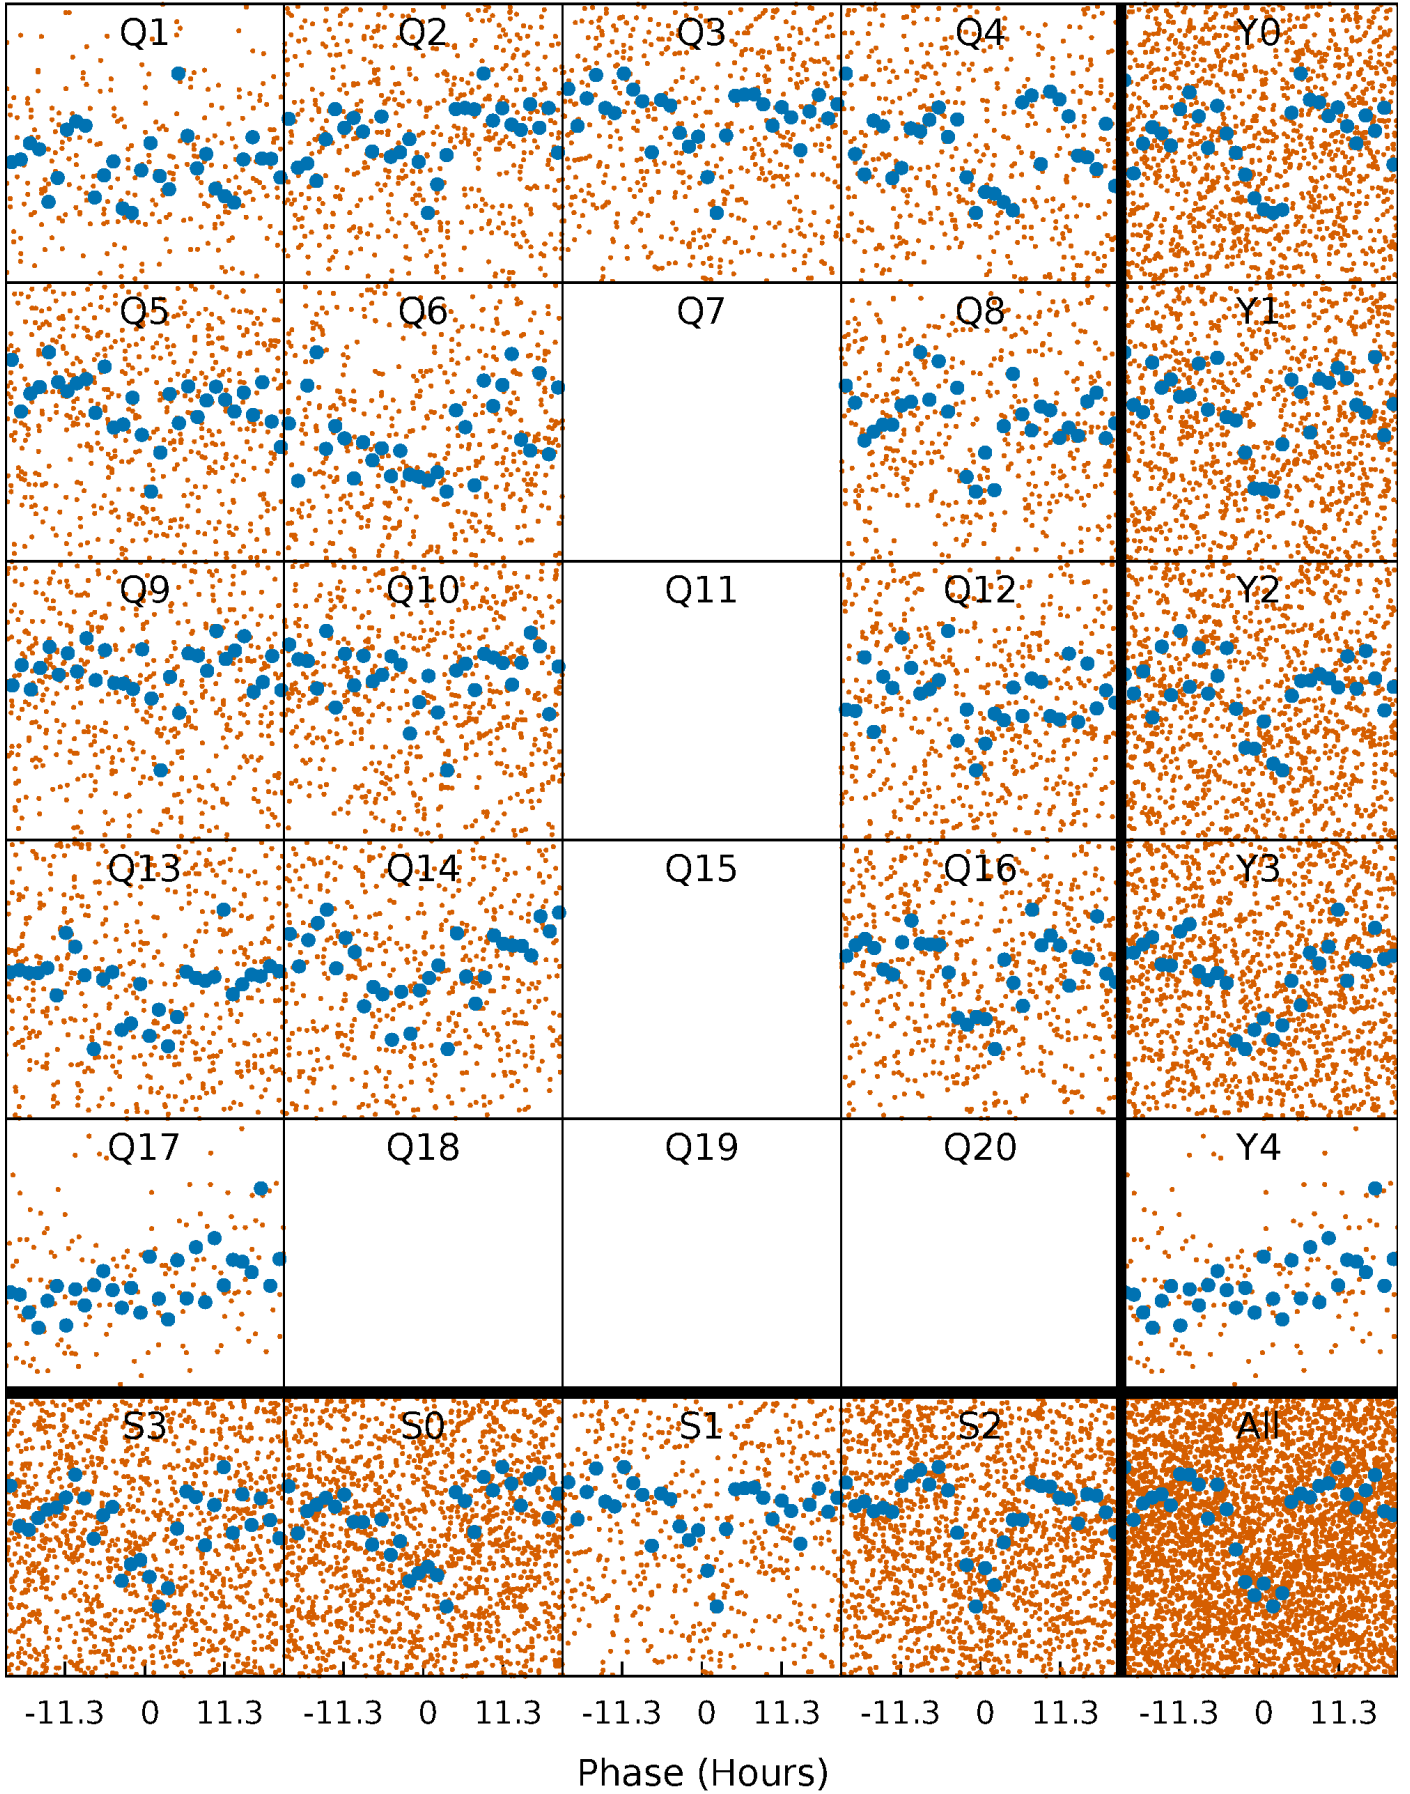 Q1 Q2 Q3 Q4 Y0
Q5 Q6 Q7 Q8 Y1
Q9 Q10 Q11 Q12 Y2
Q13 Q14 Q15 Q16 Y3
Q17 Q18 Q19 Q20 Y4
S3 S0 S1 S2 All
-11.3 0 11.3 -11.3 0 11.3 -11.3 0 11.3 -11.3 0 11.3 -11.3 0 11.3
Phase (Hours)